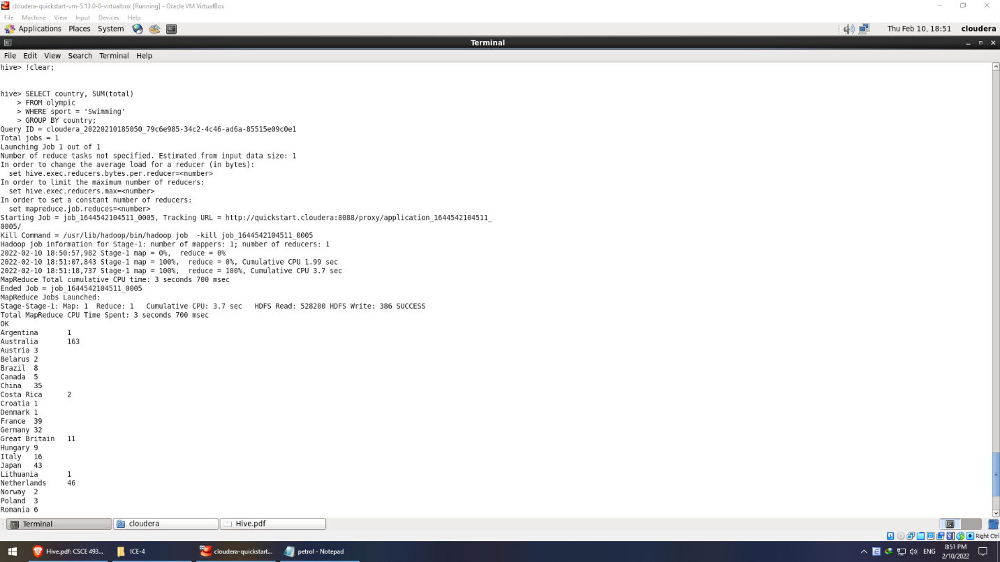 cloudera-quickstart-vm-5.13.0-0-virtualbox [Running] - Oracle VM VirtualBox
File Machine View Input Devices Help
Applications Places System Thu Feb 10, 18:51 cloudera
Terminal
File Edit View Search Terminal Help
hive> !clear;
hive> SELECT country, SUM(total)
    > FROM olympic
    > WHERE sport = 'Swimming'
    > GROUP BY country;
Query ID = cloudera_20220210185050_79c6e985-34c2-4c46-ad6a-85515e09c0e1
Total jobs = 1
Launching Job 1 out of 1
Number of reduce tasks not specified. Estimated from input data size: 1
In order to change the average load for a reducer (in bytes):
  set hive.exec.reducers.bytes.per.reducer=<number>
In order to limit the maximum number of reducers:
  set hive.exec.reducers.max=<number>
In order to set a constant number of reducers:
  set mapreduce.job.reduces=<number>
Starting Job = job_1644542104511_0005, Tracking URL = http://quickstart.cloudera:8088/proxy/application_1644542104511_
0005/
Kill Command = /usr/lib/hadoop/bin/hadoop job  -kill job_1644542104511_0005
Hadoop job information for Stage-1: number of mappers: 1; number of reducers: 1
2022-02-10 18:50:57,982 Stage-1 map = 0%,  reduce = 0%
2022-02-10 18:51:07,843 Stage-1 map = 100%,  reduce = 0%, Cumulative CPU 1.99 sec
2022-02-10 18:51:18,737 Stage-1 map = 100%,  reduce = 100%, Cumulative CPU 3.7 sec
MapReduce Total cumulative CPU time: 3 seconds 700 msec
Ended Job = job_1644542104511_0005
MapReduce Jobs Launched:
Stage-Stage-1: Map: 1  Reduce: 1   Cumulative CPU: 3.7 sec   HDFS Read: 528200 HDFS Write: 386 SUCCESS
Total MapReduce CPU Time Spent: 3 seconds 700 msec
OK
Argentina 1
Australia 163
Austria 3
Belarus 2
Brazil 8
Canada 5
China 35
Costa Rica 2
Croatia 1
Denmark 1
France 39
Germany 32
Great Britain 11
Hungary 9
Italy 16
Japan 43
Lithuania 1
Netherlands 46
Norway 2
Poland 3
Romania 6
Terminal cloudera Hive.pdf
Right Ctrl
Hive.pdf: CSCE 493... ICE-4 cloudera-quickstart... petrol - Notepad ENG 8:51 PM
2/10/2022